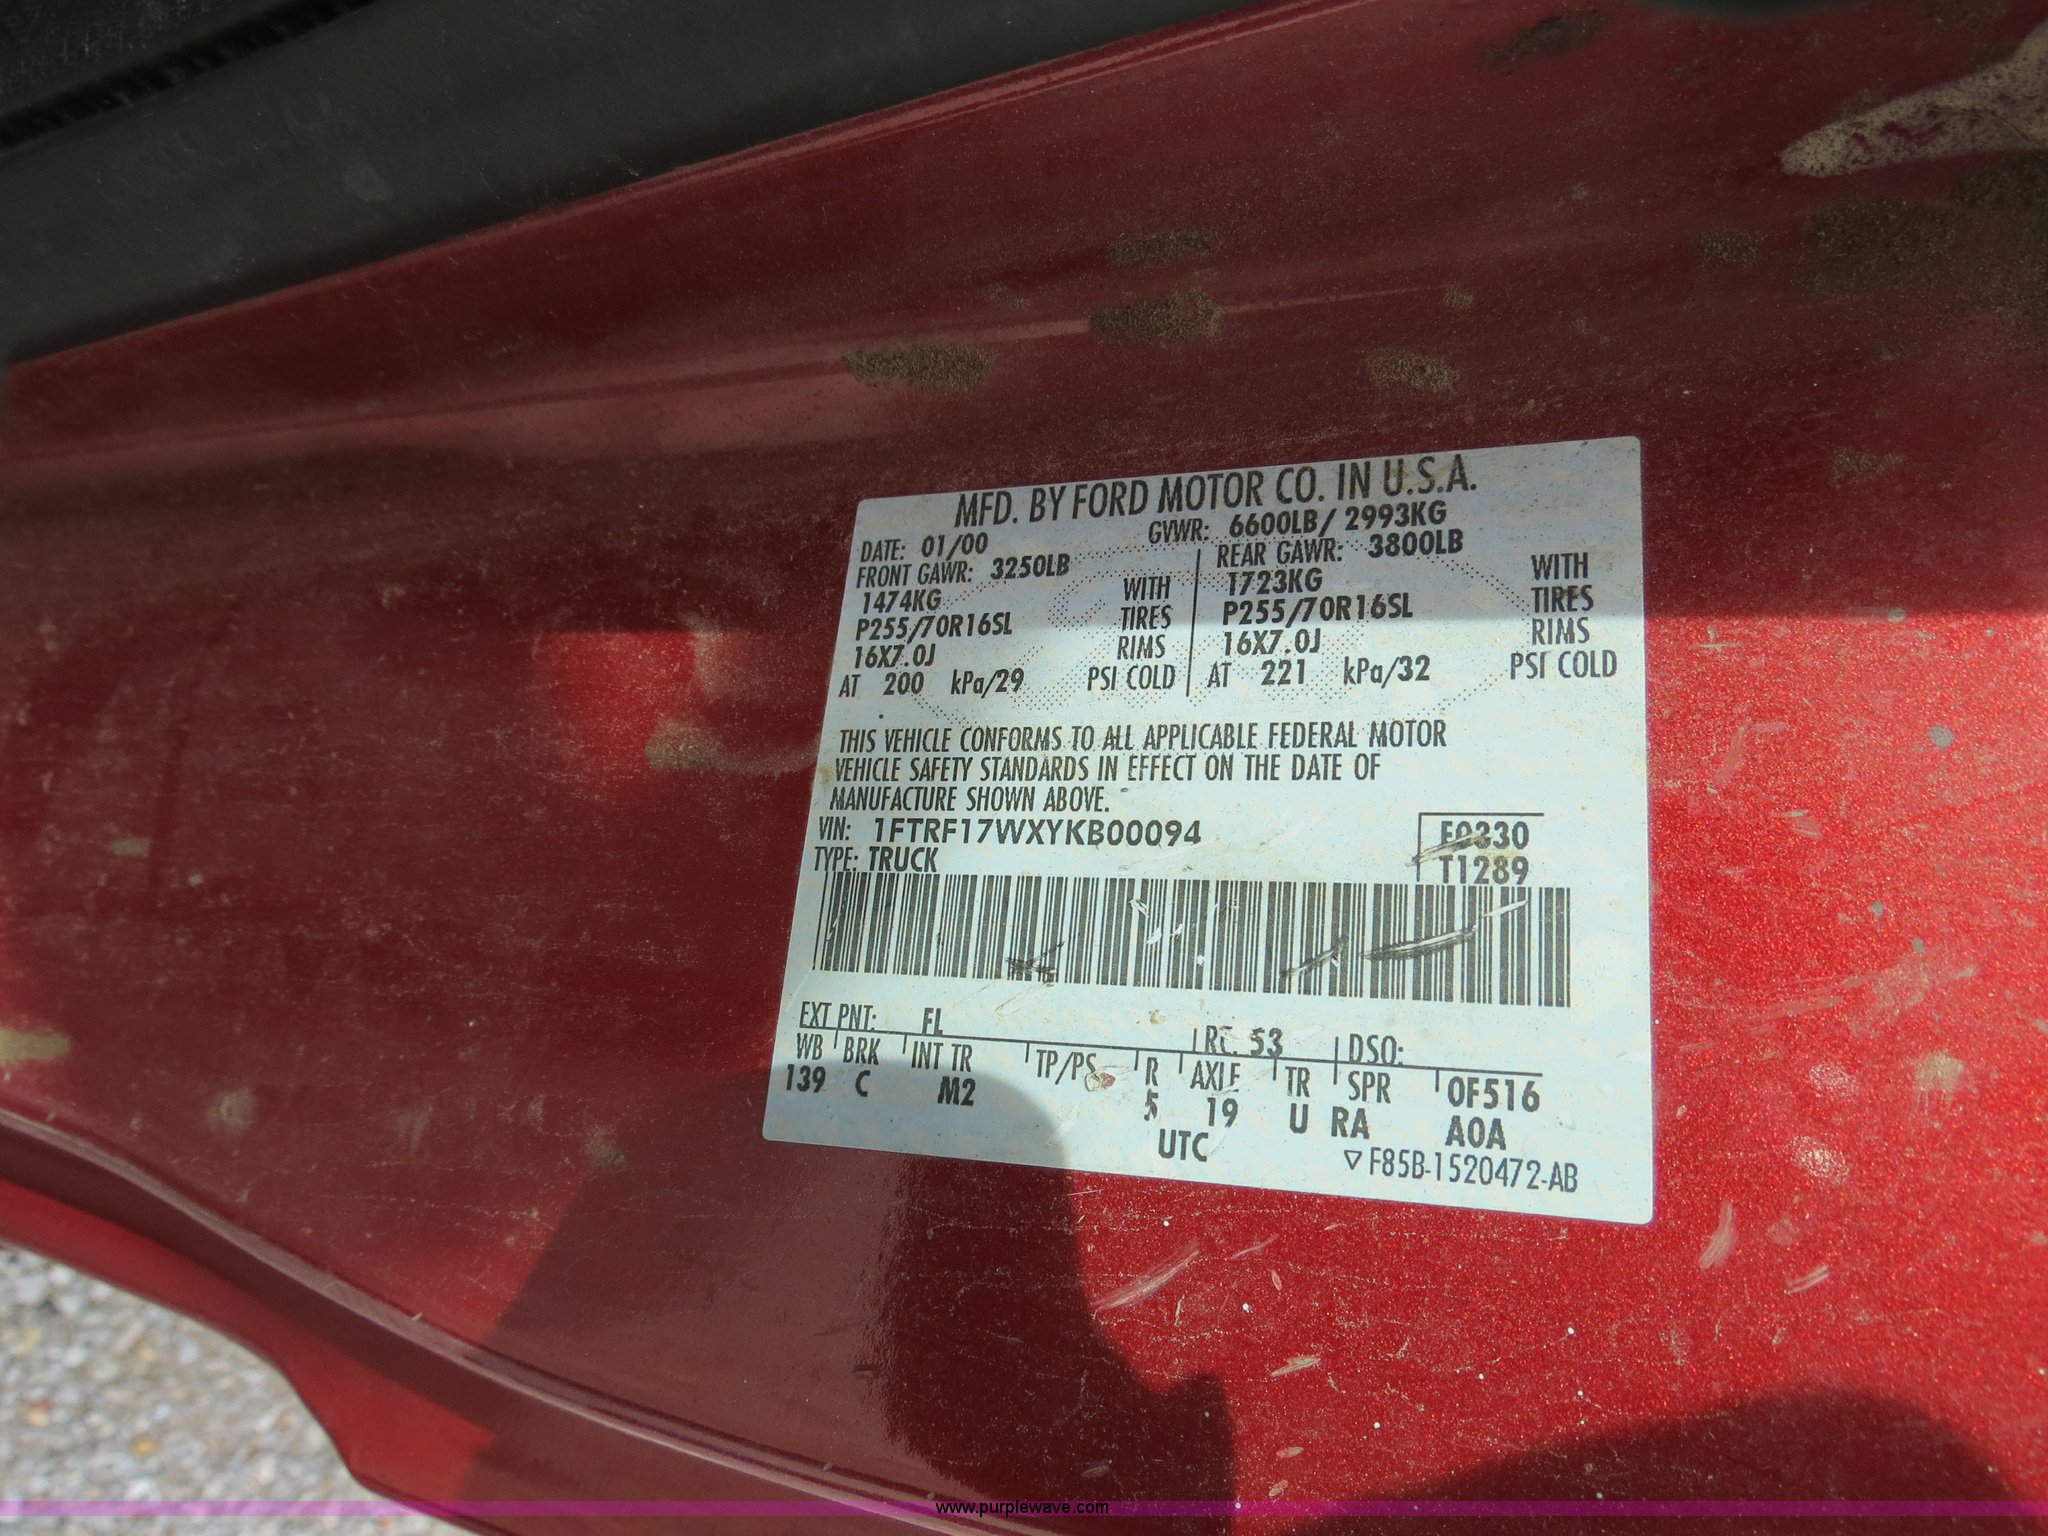 MFD. BY FORD MOTOR CO. IN U.S.A.
DATE: 01/00 GVWR: 6600LB/ 2993KG
FRONT GAWR: 3250LB REAR GAWR: 3800LB
1474KG WITH 1723KG WITH
P255/70R16SL TIRES P255/70R16SL TIRES
16X7.0J RIMS 16X7.0J RIMS
AT 200 kPa/29 PSI COLD AT 221 kPa/32 PSI COLD
THIS VEHICLE CONFORMS TO ALL APPLICABLE FEDERAL MOTOR
VEHICLE SAFETY STANDARDS IN EFFECT ON THE DATE OF
MANUFACTURE SHOWN ABOVE.
VIN: 1FTRF17WXYKB00094 F0330
TYPE: TRUCK T1289
EXT PNT: FL RC: 53 DSO:
WB BRK INT TR TP/PS R AXLE TR SPR 0F516
139 C M2 5 19 U RA A0A
UTC
▽F85B-1520472-AB
www.purplewave.com